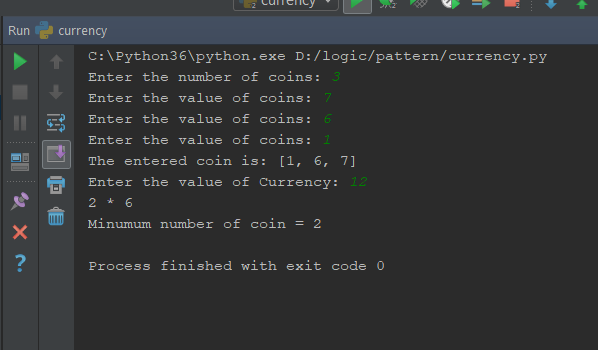 currency
Run currency
C:\Python36\python.exe D:/logic/pattern/currency.py
Enter the number of coins: 3
Enter the value of coins: 7
Enter the value of coins: 6
Enter the value of coins: 1
The entered coin is: [1, 6, 7]
Enter the value of Currency: 12
2 * 6
Minumum number of coin = 2
Process finished with exit code 0